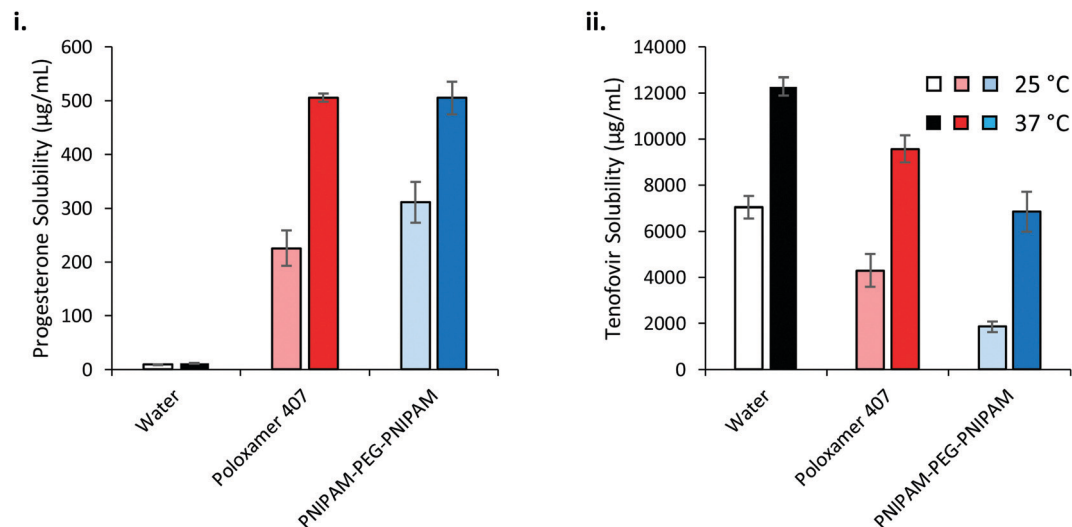 i.
Progesterone Solubility (µg/mL)
600
500
400
300
200
100
0
Water
Poloxamer 407
PNIPAM-PEG-PNIPAM
ii.
Tenofovir Solubility (µg/mL)
14000
12000
10000
8000
6000
4000
2000
0
Water
Poloxamer 407
PNIPAM-PEG-PNIPAM
25 °C
37 °C